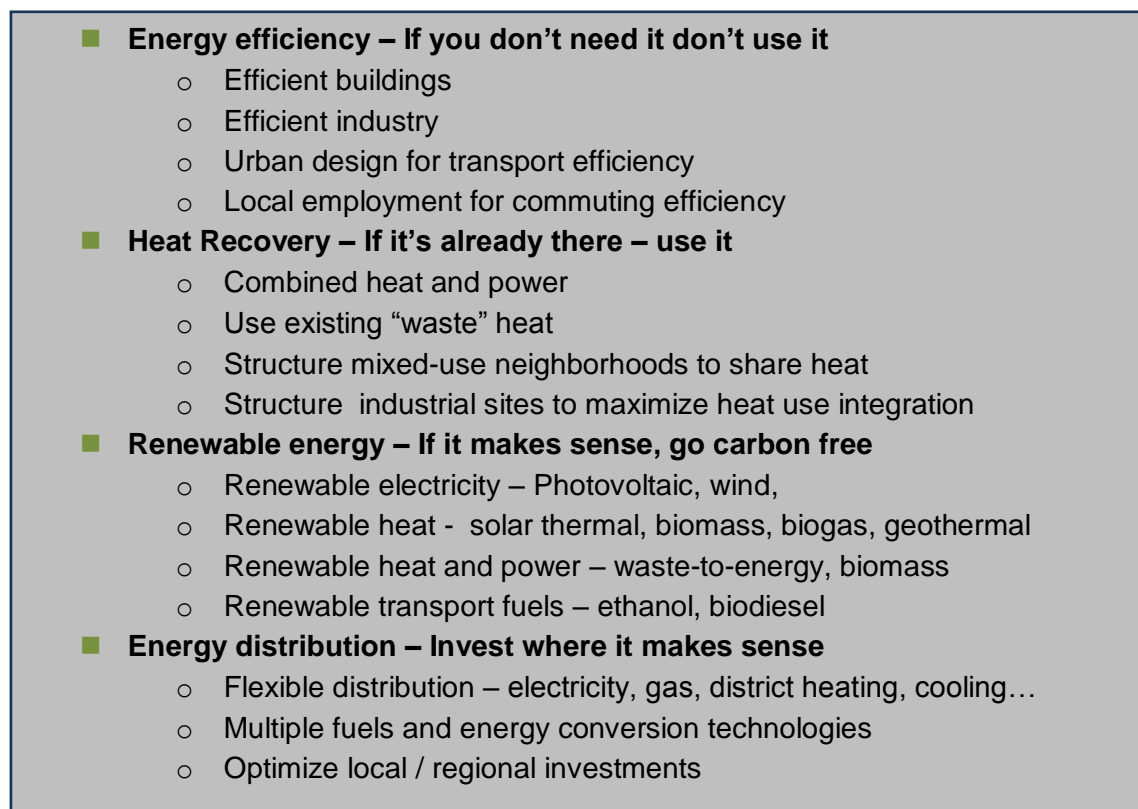 ■ Energy efficiency – If you don’t need it don’t use it
o Efficient buildings
o Efficient industry
o Urban design for transport efficiency
o Local employment for commuting efficiency
■ Heat Recovery – If it’s already there – use it
o Combined heat and power
o Use existing “waste” heat
o Structure mixed-use neighborhoods to share heat
o Structure  industrial sites to maximize heat use integration
■ Renewable energy – If it makes sense, go carbon free
o Renewable electricity – Photovoltaic, wind,
o Renewable heat -  solar thermal, biomass, biogas, geothermal
o Renewable heat and power – waste-to-energy, biomass
o Renewable transport fuels – ethanol, biodiesel
■ Energy distribution – Invest where it makes sense
o Flexible distribution – electricity, gas, district heating, cooling…
o Multiple fuels and energy conversion technologies
o Optimize local / regional investments